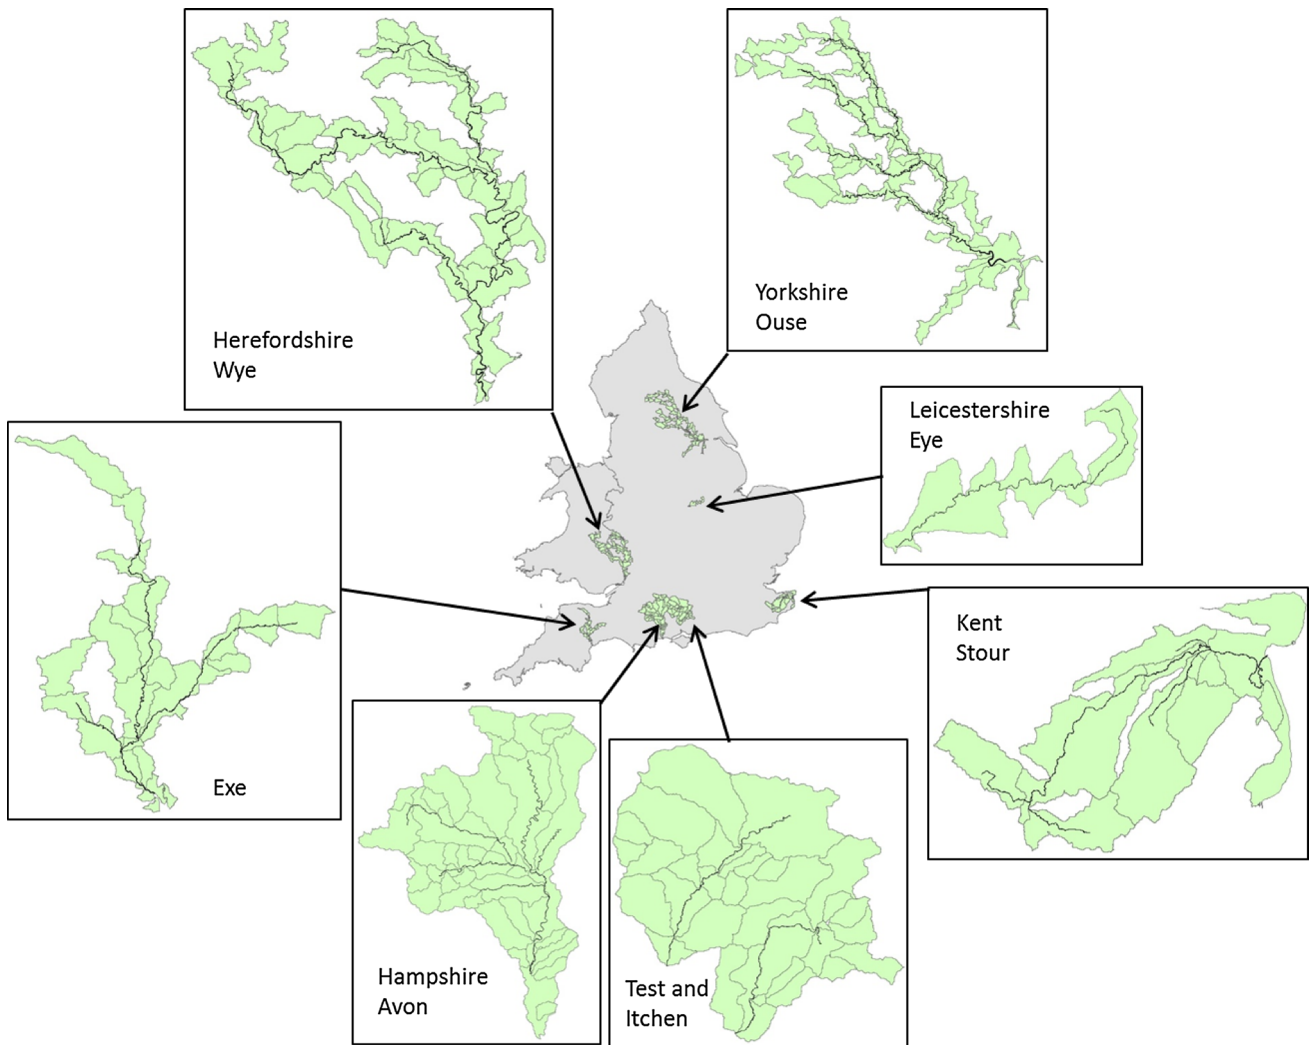 Herefordshire
Wye
Yorkshire
Ouse
Leicestershire
Eye
Kent
Stour
Exe
Hampshire
Avon
Test and
Itchen